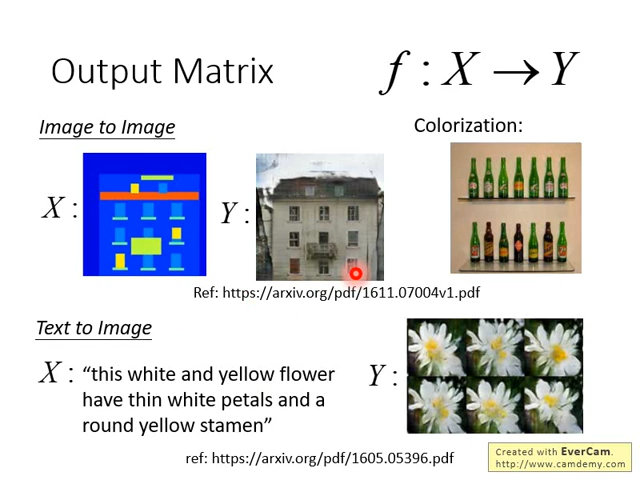 Output Matrix
f : X → Y
Image to Image
Colorization:
X :
Y :
Ref: https://arxiv.org/pdf/1611.07004v1.pdf
Text to Image
X : “this white and yellow flower
have thin white petals and a
round yellow stamen”
Y :
ref: https://arxiv.org/pdf/1605.05396.pdf
Created with EverCam.
http://www.camdemy.com